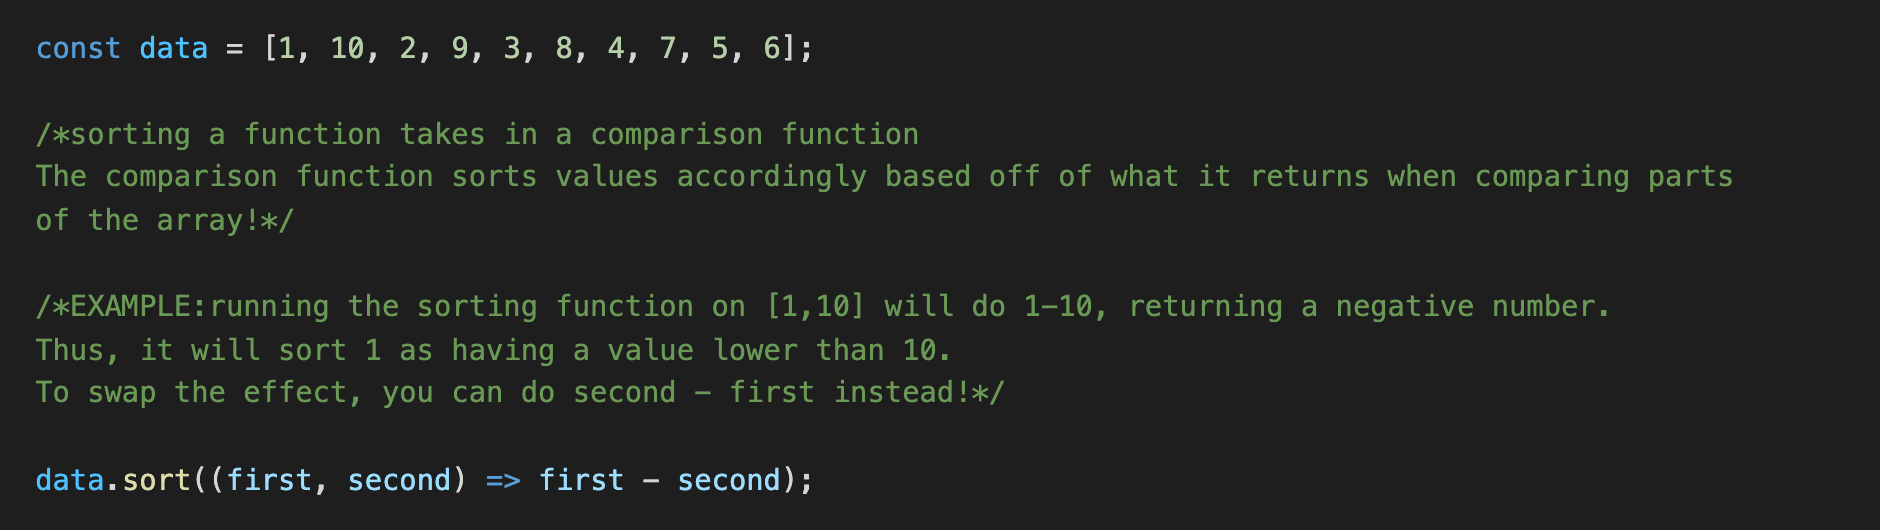 const data = [1, 10, 2, 9, 3, 8, 4, 7, 5, 6];
/*sorting a function takes in a comparison function
The comparison function sorts values accordingly based off of what it returns when comparing parts
of the array!*/
/*EXAMPLE:running the sorting function on [1,10] will do 1-10, returning a negative number.
Thus, it will sort 1 as having a value lower than 10.
To swap the effect, you can do second - first instead!*/
data.sort((first, second) => first - second);